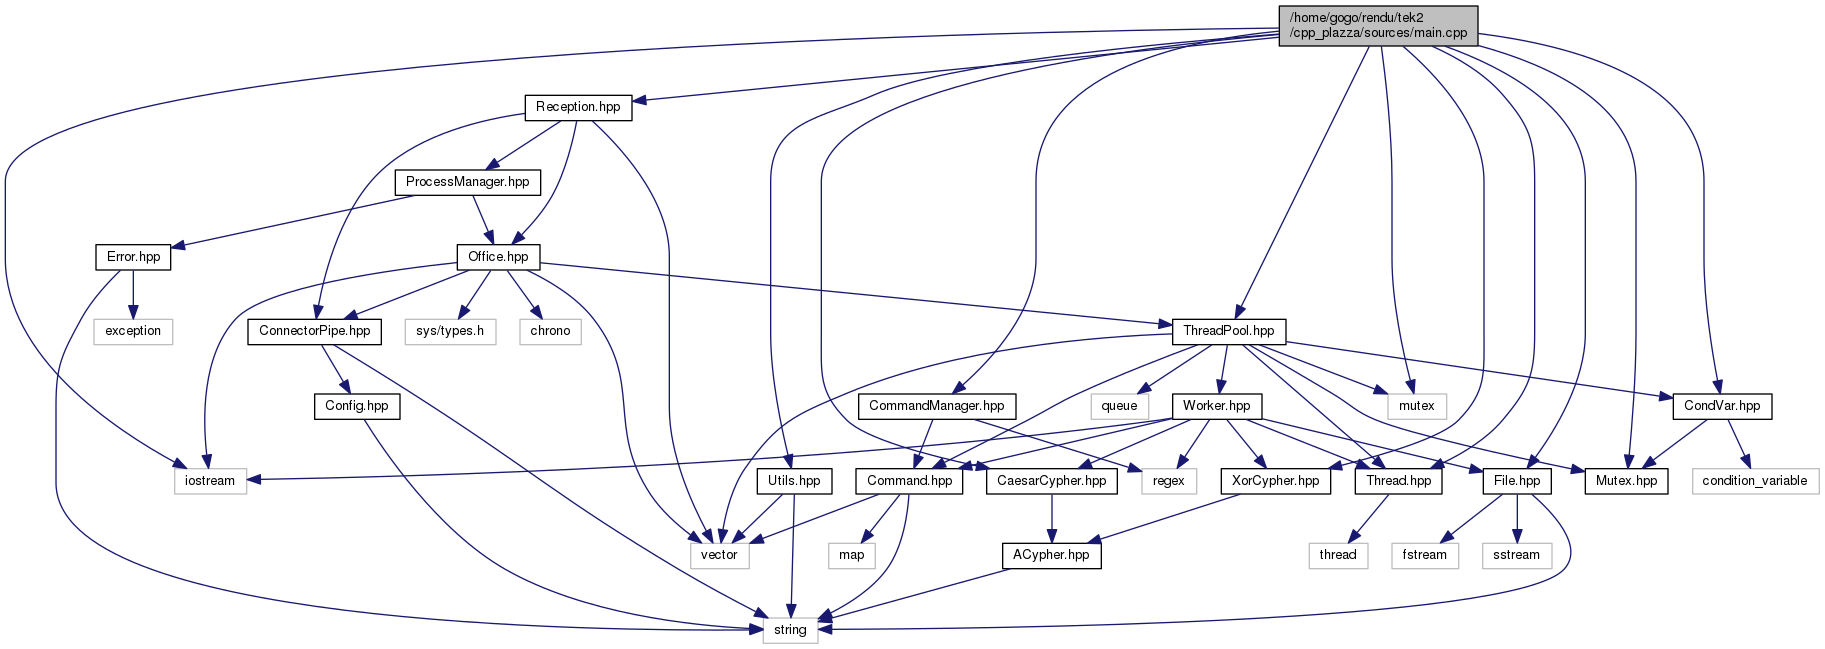 /home/gogo/rendu/tek2
/cpp_plazza/sources/main.cpp
Reception.hpp
ProcessManager.hpp
Error.hpp
Office.hpp
exception
ConnectorPipe.hpp
sys/types.h
chrono
ThreadPool.hpp
Config.hpp
CommandManager.hpp
queue
Worker.hpp
mutex
CondVar.hpp
iostream
Utils.hpp
Command.hpp
CaesarCypher.hpp
regex
XorCypher.hpp
Thread.hpp
File.hpp
Mutex.hpp
condition_variable
vector
map
ACypher.hpp
thread
fstream
sstream
string